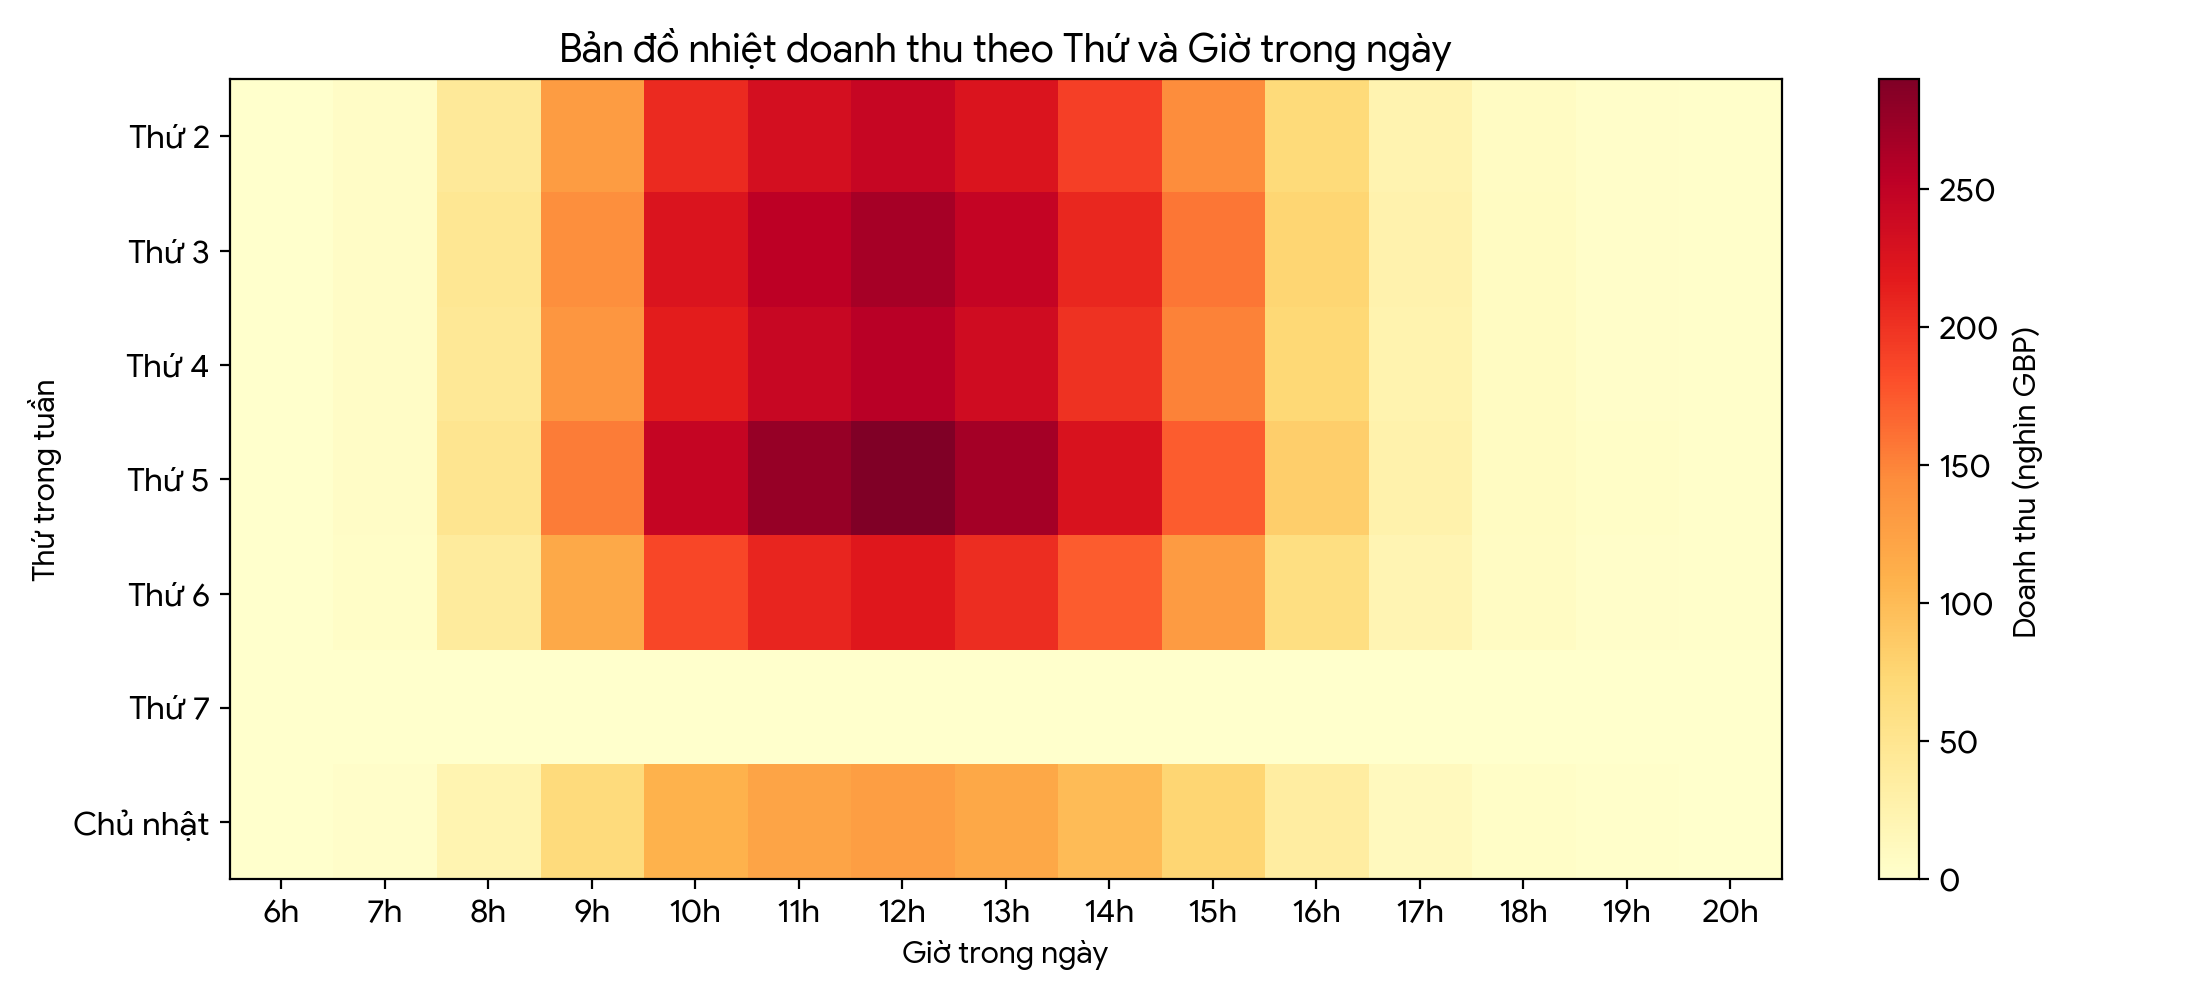 Bản đồ nhiệt doanh thu theo Thứ và Giờ trong ngày
Thứ trong tuần
Thứ 2
Thứ 3
Thứ 4
Thứ 5
Thứ 6
Thứ 7
Chủ nhật
6h 7h 8h 9h 10h 11h 12h 13h 14h 15h 16h 17h 18h 19h 20h
Giờ trong ngày
250
200
150
100
50
0
Doanh thu (nghìn GBP)